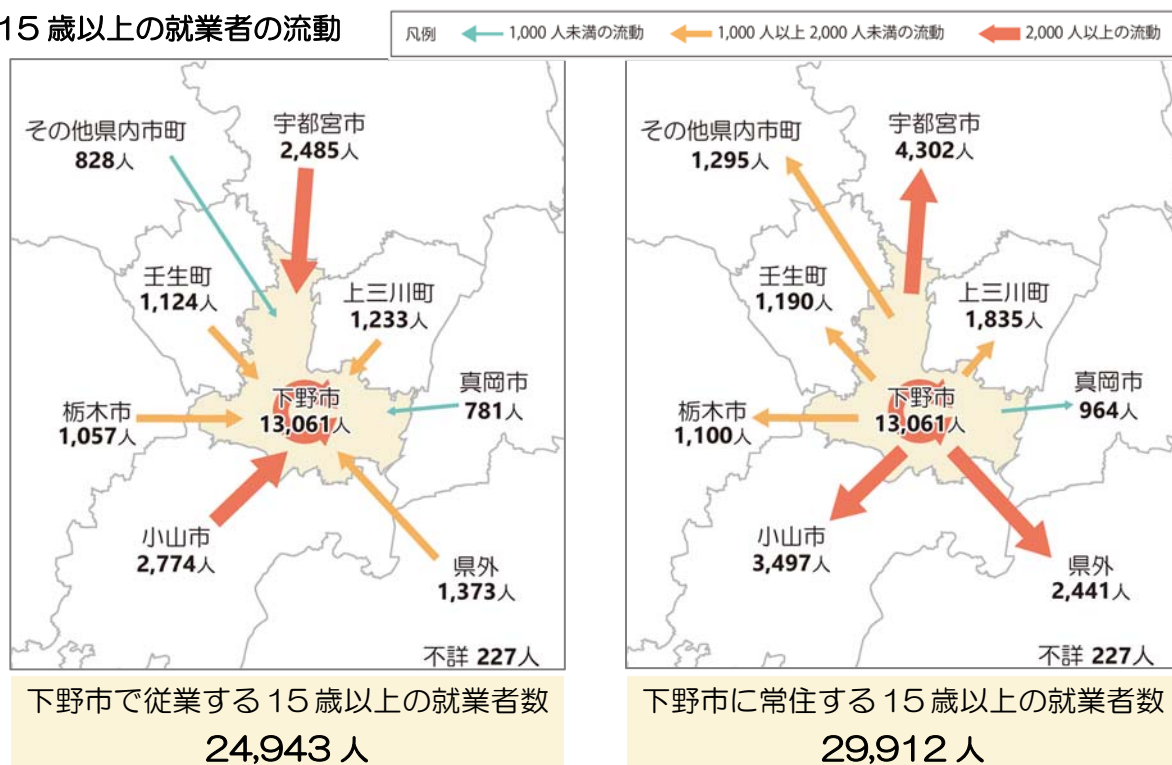 15歳以上の就業者の流動
凡例 1,000人未満の流動 1,000人以上2,000人未満の流動 2,000人以上の流動
その他県内市町
828人
宇都宮市
2,485人
壬生町
1,124人
上三川町
1,233人
栃木市
1,057人
下野市
13,061人
真岡市
781人
小山市
2,774人
県外
1,373人
不詳 227人
下野市で従業する15歳以上の就業者数
24,943人
その他県内市町
1,295人
宇都宮市
4,302人
壬生町
1,190人
上三川町
1,835人
栃木市
1,100人
下野市
13,061人
真岡市
964人
小山市
3,497人
県外
2,441人
不詳 227人
下野市に常住する15歳以上の就業者数
29,912人